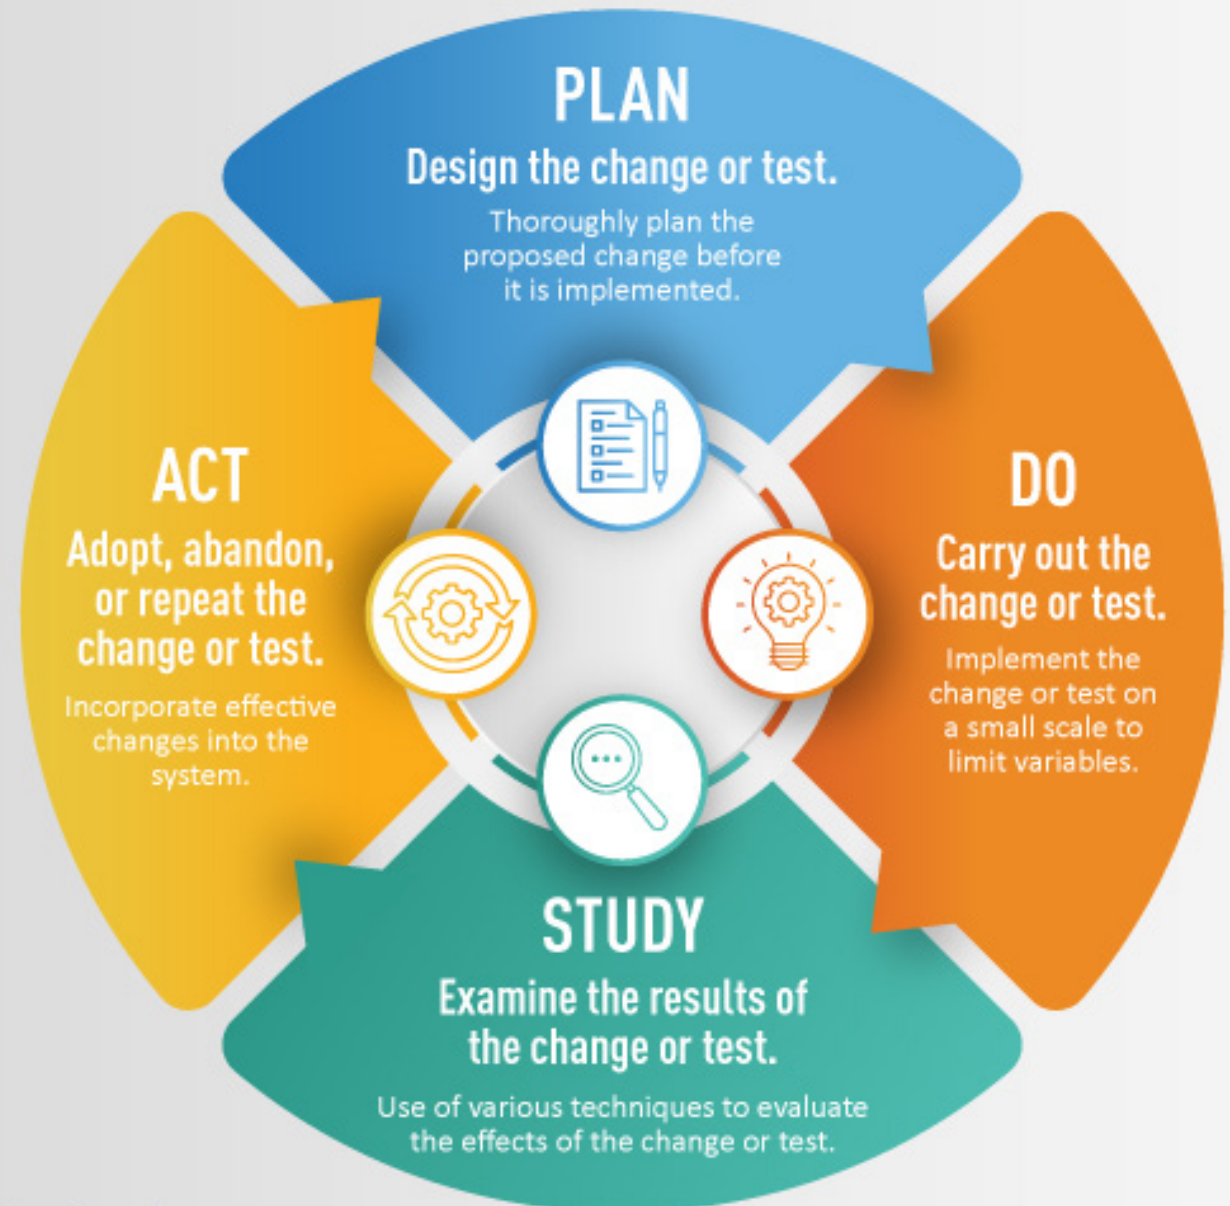 PLAN
Design the change or test.
Thoroughly plan the
proposed change before
it is implemented.
DO
Carry out the
change or test.
Implement the
change or test on
a small scale to
limit variables.
STUDY
Examine the results of
the change or test.
Use of various techniques to evaluate
the effects of the change or test.
ACT
Adopt, abandon,
or repeat the
change or test.
Incorporate effective
changes into the
system.